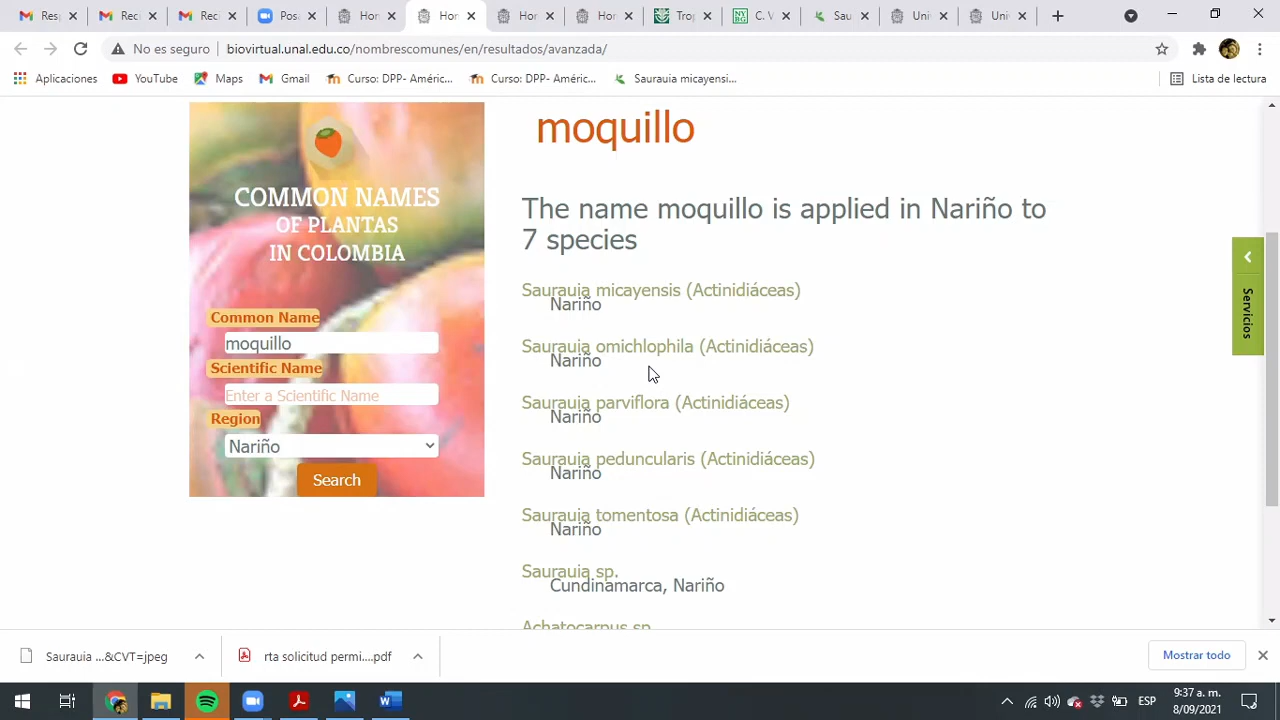 Res
Rec
Rec
Pos
Hor
Hor
Hor
Hor
Trop
C. V
Sau
Uni
Uni
No es seguro
biovirtual.unal.edu.co/nombrescomunes/en/resultados/avanzada/
Aplicaciones
YouTube
Maps
Gmail
Curso: DPP- Améric...
Curso: DPP- Améric...
Saurauia micayensi...
Lista de lectura
COMMON NAMES
OF PLANTAS
IN COLOMBIA
Common Name
moquillo
Scientific Name
Enter a Scientific Name
Region
Nariño
Search
moquillo
The name moquillo is applied in Nariño to
7 species
Saurauia micayensis (Actinidiáceas)
Nariño
Saurauia omichlophila (Actinidiáceas)
Nariño
Saurauia parviflora (Actinidiáceas)
Nariño
Saurauia peduncularis (Actinidiáceas)
Nariño
Saurauia tomentosa (Actinidiáceas)
Nariño
Saurauia sp.
Cundinamarca, Nariño
Achatocarpus sp
Servicios
Saurauia ...&CVT=jpeg
rta solicitud permi....pdf
Mostrar todo
ESP
9:37 a. m.
8/09/2021